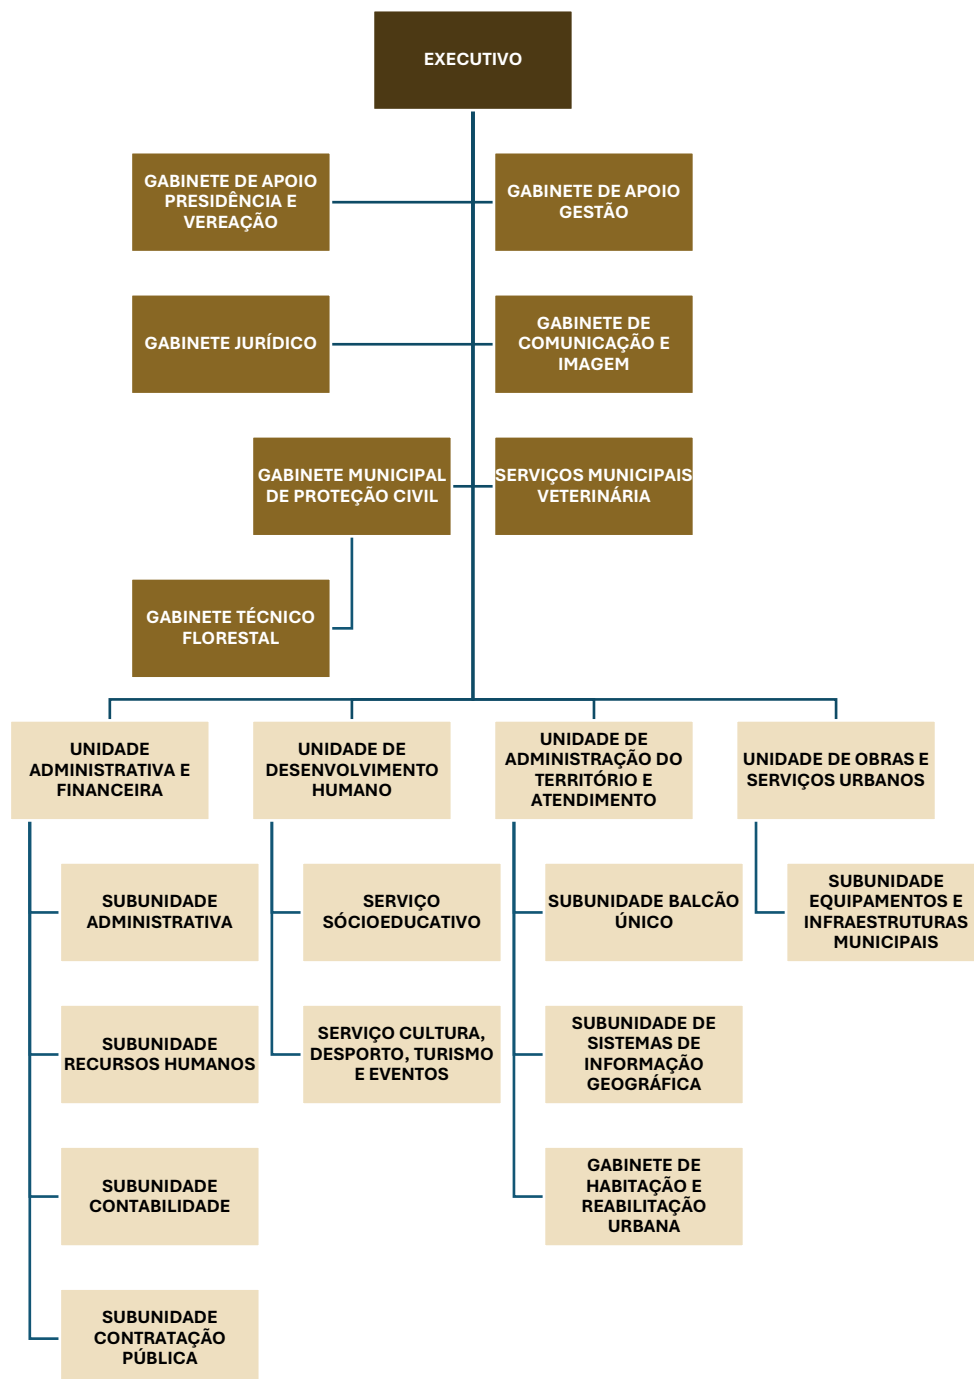 EXECUTIVO
GABINETE DE APOIO
PRESIDÊNCIA E
VEREAÇÃO
GABINETE DE APOIO
GESTÃO
GABINETE JURÍDICO
GABINETE DE
COMUNICAÇÃO E
IMAGEM
GABINETE MUNICIPAL
DE PROTEÇÃO CIVIL
SERVIÇOS MUNICIPAIS
VETERINÁRIA
GABINETE TÉCNICO
FLORESTAL
UNIDADE
ADMINISTRATIVA E
FINANCEIRA
UNIDADE DE
DESENVOLVIMENTO
HUMANO
UNIDADE DE
ADMINISTRAÇÃO DO
TERRITÓRIO E
ATENDIMENTO
UNIDADE DE OBRAS E
SERVIÇOS URBANOS
SUBUNIDADE
ADMINISTRATIVA
SERVIÇO
SÓCIOEDUCATIVO
SUBUNIDADE BALCÃO
ÚNICO
SUBUNIDADE
EQUIPAMENTOS E
INFRAESTRUTURAS
MUNICIPAIS
SUBUNIDADE
RECURSOS HUMANOS
SERVIÇO CULTURA,
DESPORTO, TURISMO
E EVENTOS
SUBUNIDADE DE
SISTEMAS DE
INFORMAÇÃO
GEOGRÁFICA
SUBUNIDADE
CONTABILIDADE
GABINETE DE
HABITAÇÃO E
REABILITAÇÃO
URBANA
SUBUNIDADE
CONTRATAÇÃO
PÚBLICA